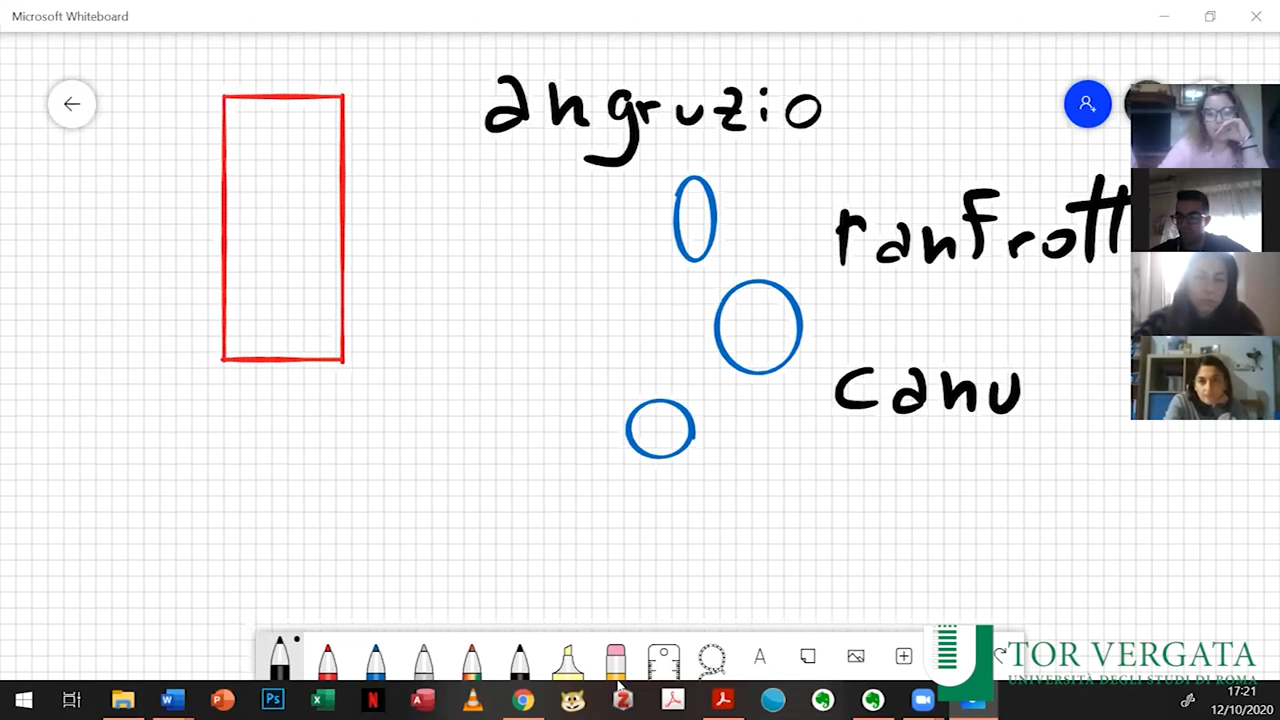 Microsoft Whiteboard
angruzio
ranfrott
canu
TOR VERGATA
UNIVERSITÀ DEGLI STUDI DI ROMA
17:21
12/10/2020